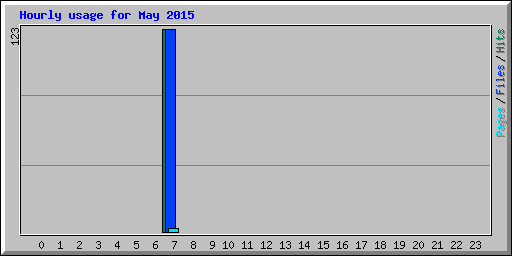 Hourly usage for May 2015
123
Pages/Files/Hits
0 1 2 3 4 5 6 7 8 9 10 11 12 13 14 15 16 17 18 19 20 21 22 23